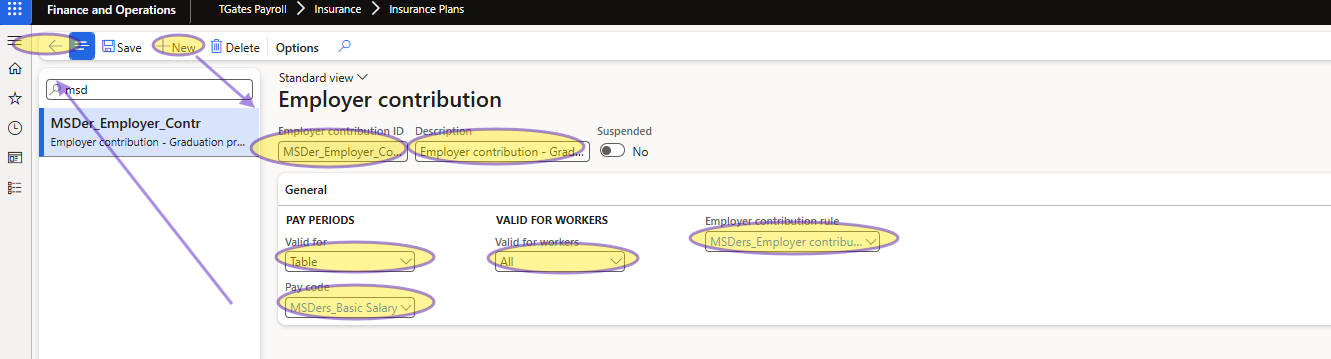 Finance and Operations
TGates Payroll > Insurance > Insurance Plans
Save
New
Delete
Options
msd
MSDer_Employer_Contr
Employer contribution - Graduation pr...
Standard view
Employer contribution
Employer contribution ID
Description
Suspended
MSDer_Employer_Co...
Employer contribution - Grad...
No
General
PAY PERIODS
VALID FOR WORKERS
Employer contribution rule
MSDers_Employer contribu...
Valid for
Valid for workers
Table
All
Pay code
MSDers_Basic Salary